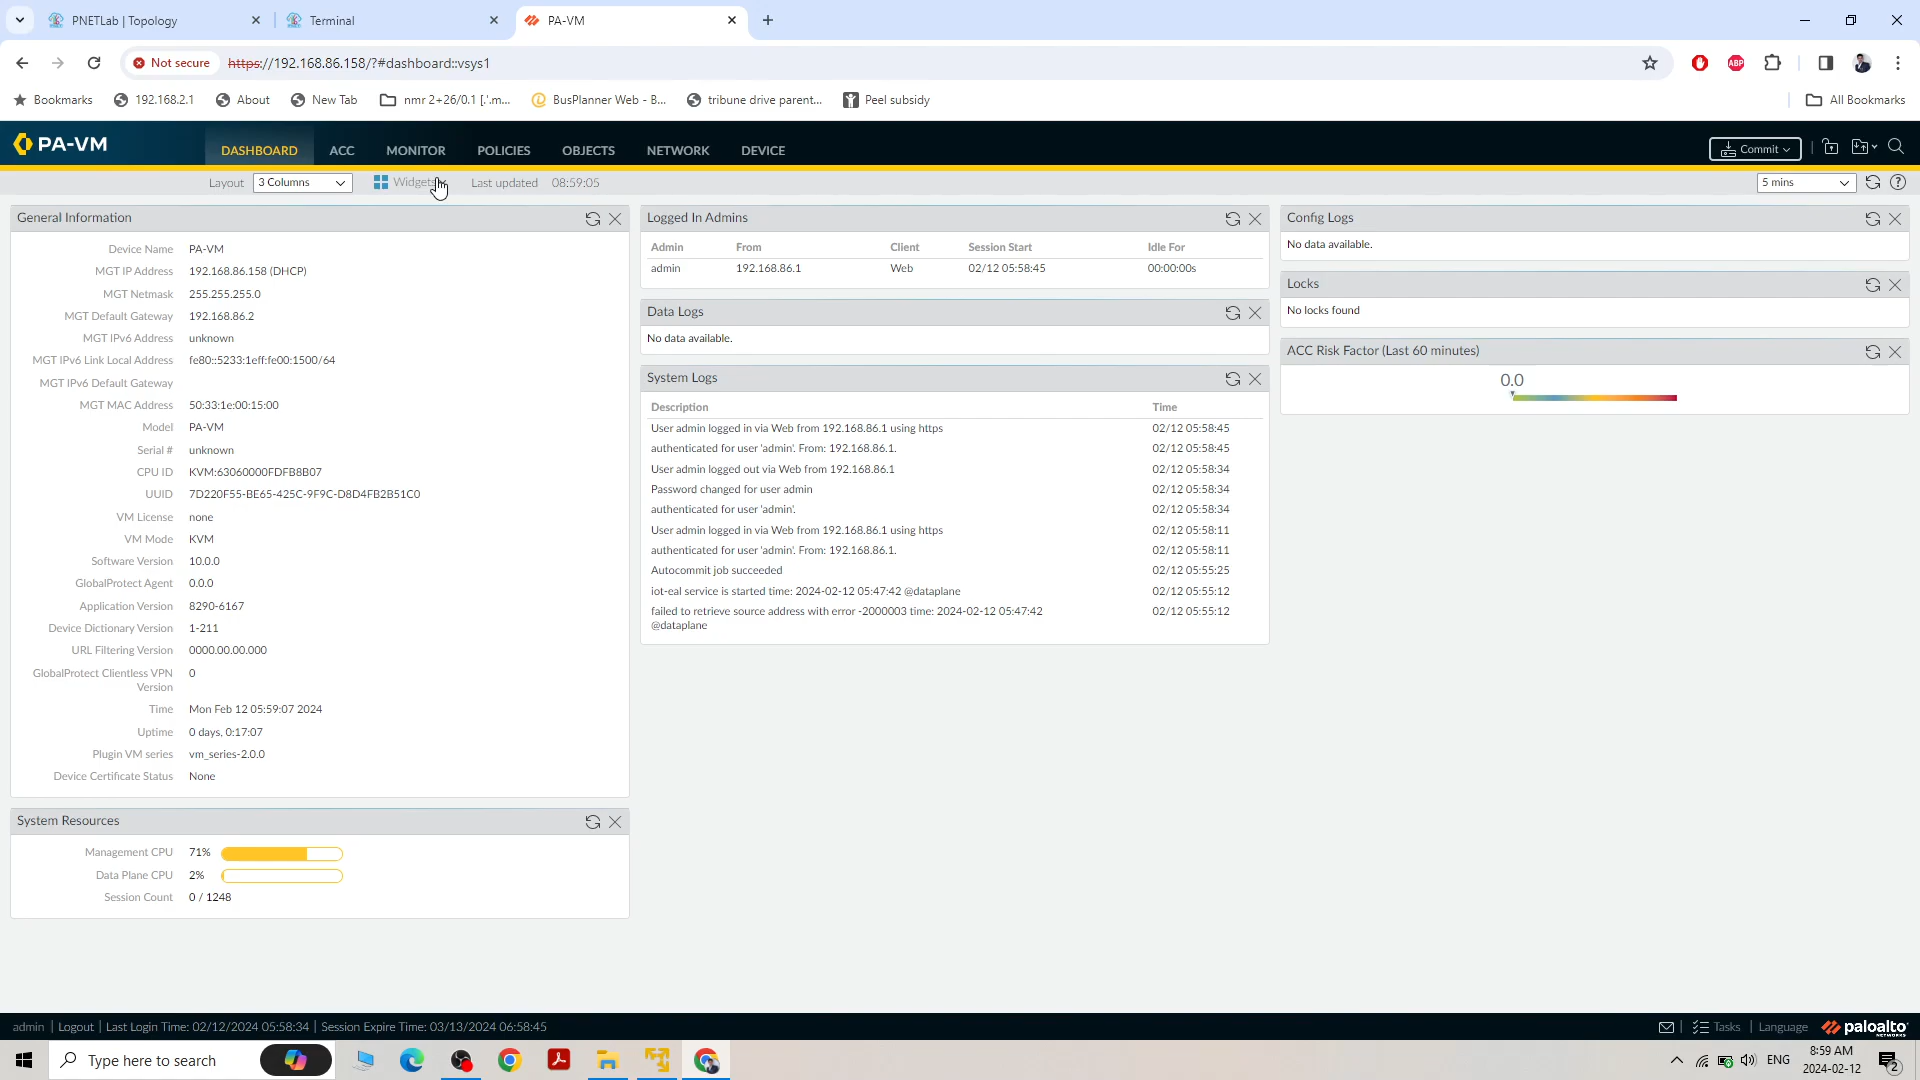 PNETLab | Topology
Terminal
PA-VM
Not secure
https://192.168.86.158/?#dashboard::vsys1
ABP
Bookmarks
192.168.2.1
About
New Tab
nmr 2+26/0.1 [.'.m...
BusPlanner Web - B...
tribune drive parent...
Peel subsidy
All Bookmarks
PA-VM
DASHBOARD
ACC
MONITOR
POLICIES
OBJECTS
NETWORK
DEVICE
Commit
Layout
3 Columns
Widgets
Last updated 08:59:05
5 mins
General Information
Device Name PA-VM
MGT IP Address 192.168.86.158 (DHCP)
MGT Netmask 255.255.255.0
MGT Default Gateway 192.168.86.2
MGT IPv6 Address unknown
MGT IPv6 Link Local Address fe80::5233:1eff:fe00:1500/64
MGT IPv6 Default Gateway
MGT MAC Address 50:33:1e:00:15:00
Model PA-VM
Serial # unknown
CPU ID KVM:63060000FDFB8B07
UUID 7D220F55-BE65-425C-9F9C-D8D4FB2B51C0
VM License none
VM Mode KVM
Software Version 10.0.0
GlobalProtect Agent 0.0.0
Application Version 8290-6167
Device Dictionary Version 1-211
URL Filtering Version 0000.00.00.000
GlobalProtect Clientless VPN 0
Version
Time Mon Feb 12 05:59:07 2024
Uptime 0 days, 0:17:07
Plugin VM series vm_series-2.0.0
Device Certificate Status None
System Resources
Management CPU 71%
Data Plane CPU 2%
Session Count 0 / 1248
Logged In Admins
Admin From Client Session Start Idle For
admin 192.168.86.1 Web 02/12 05:58:45 00:00:00s
Data Logs
No data available.
System Logs
Description Time
User admin logged in via Web from 192.168.86.1 using https 02/12 05:58:45
authenticated for user 'admin'. From: 192.168.86.1. 02/12 05:58:45
User admin logged out via Web from 192.168.86.1 02/12 05:58:34
Password changed for user admin 02/12 05:58:34
authenticated for user 'admin'. 02/12 05:58:34
User admin logged in via Web from 192.168.86.1 using https 02/12 05:58:11
authenticated for user 'admin'. From: 192.168.86.1. 02/12 05:58:11
Autocommit job succeeded 02/12 05:55:25
iot-eal service is started time: 2024-02-12 05:47:42 @dataplane 02/12 05:55:12
failed to retrieve source address with error -2000003 time: 2024-02-12 05:47:42 02/12 05:55:12
@dataplane
Config Logs
No data available.
Locks
No locks found
ACC Risk Factor (Last 60 minutes)
0.0
admin | Logout | Last Login Time: 02/12/2024 05:58:34 | Session Expire Time: 03/13/2024 06:58:45
Tasks | Language
paloalto
NETWORKS
Type here to search
ENG
8:59 AM
2024-02-12
2